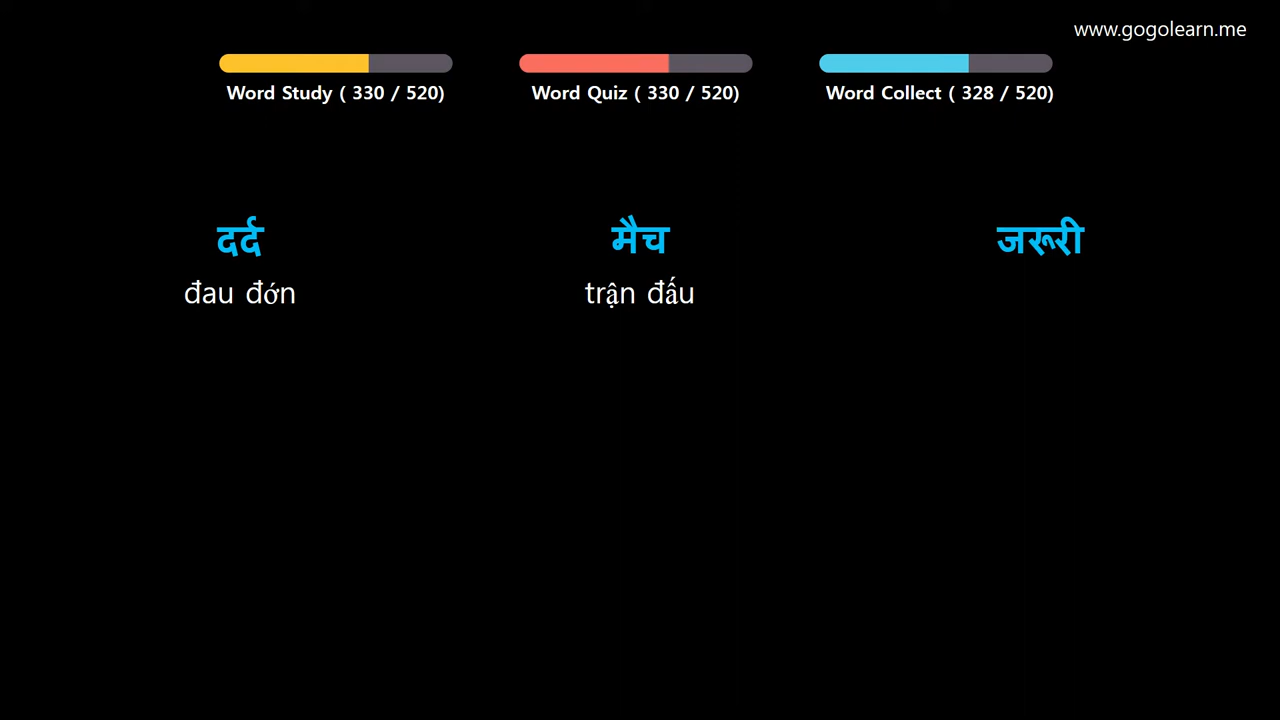 www.gogolearn.me
Word Study ( 330 / 520)
Word Quiz ( 330 / 520)
Word Collect ( 328 / 520)
दर्द
मैच
जरूरी
đau đớn
trận đấu